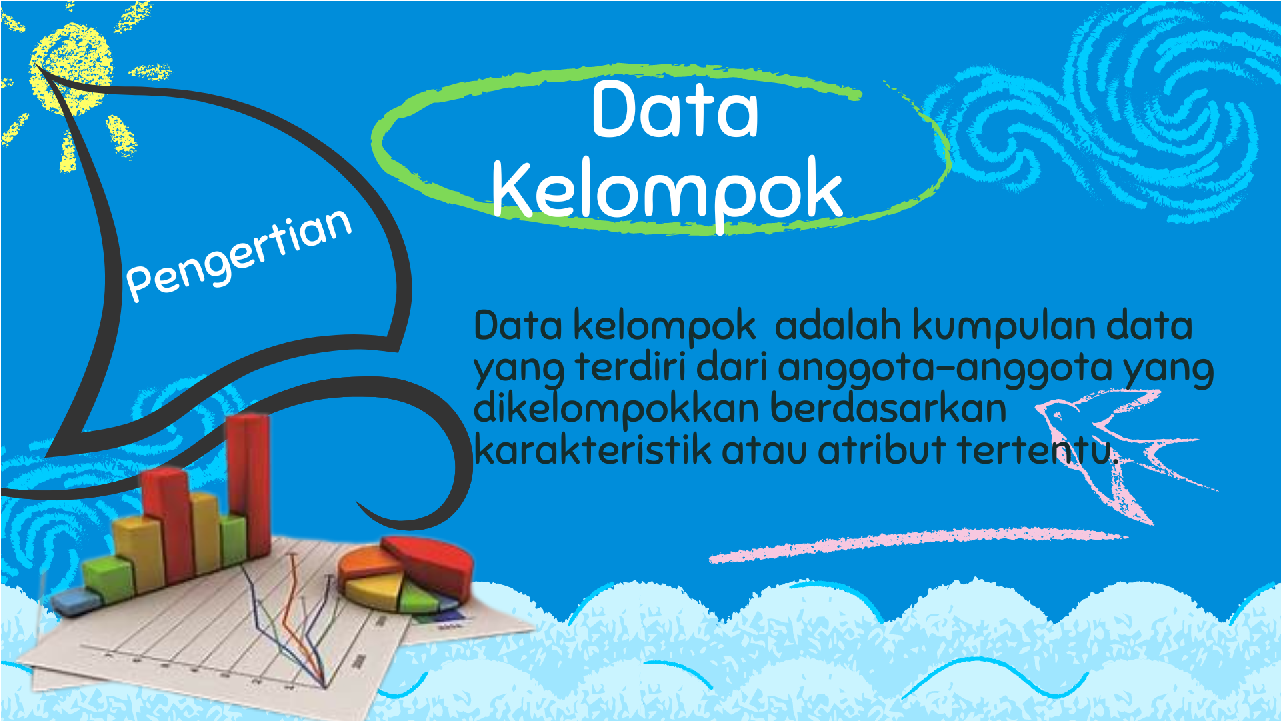 Data
Kelompok
Pengertian
Data kelompok  adalah kumpulan data
yang terdiri dari anggota-anggota yang
dikelompokkan berdasarkan
karakteristik atau atribut tertentu.